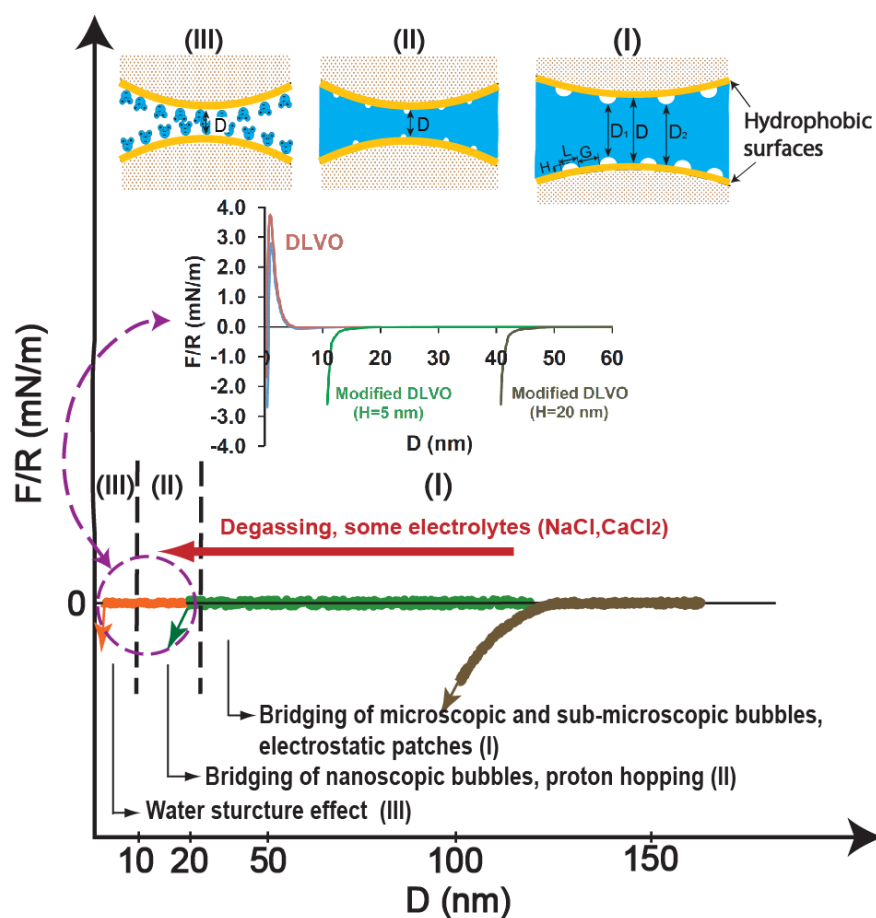 (III)
(II)
(I)
D
D
D₁
D
D₂
H
L
G
Hydrophobic
surfaces
4.0
3.0
2.0
1.0
0.0
-1.0
-2.0
-3.0
-4.0
F/R (mN/m)
DLVO
0
10
20
30
40
50
60
Modified DLVO
(H=5 nm)
Modified DLVO
(H=20 nm)
D (nm)
F/R (mN/m)
(III)
(II)
(I)
Degassing, some electrolytes (NaCl,CaCl₂)
0
Bridging of microscopic and sub-microscopic bubbles,
electrostatic patches (I)
Bridging of nanoscopic bubbles, proton hopping (II)
Water sturcture effect (III)
10
20
50
100
150
D (nm)